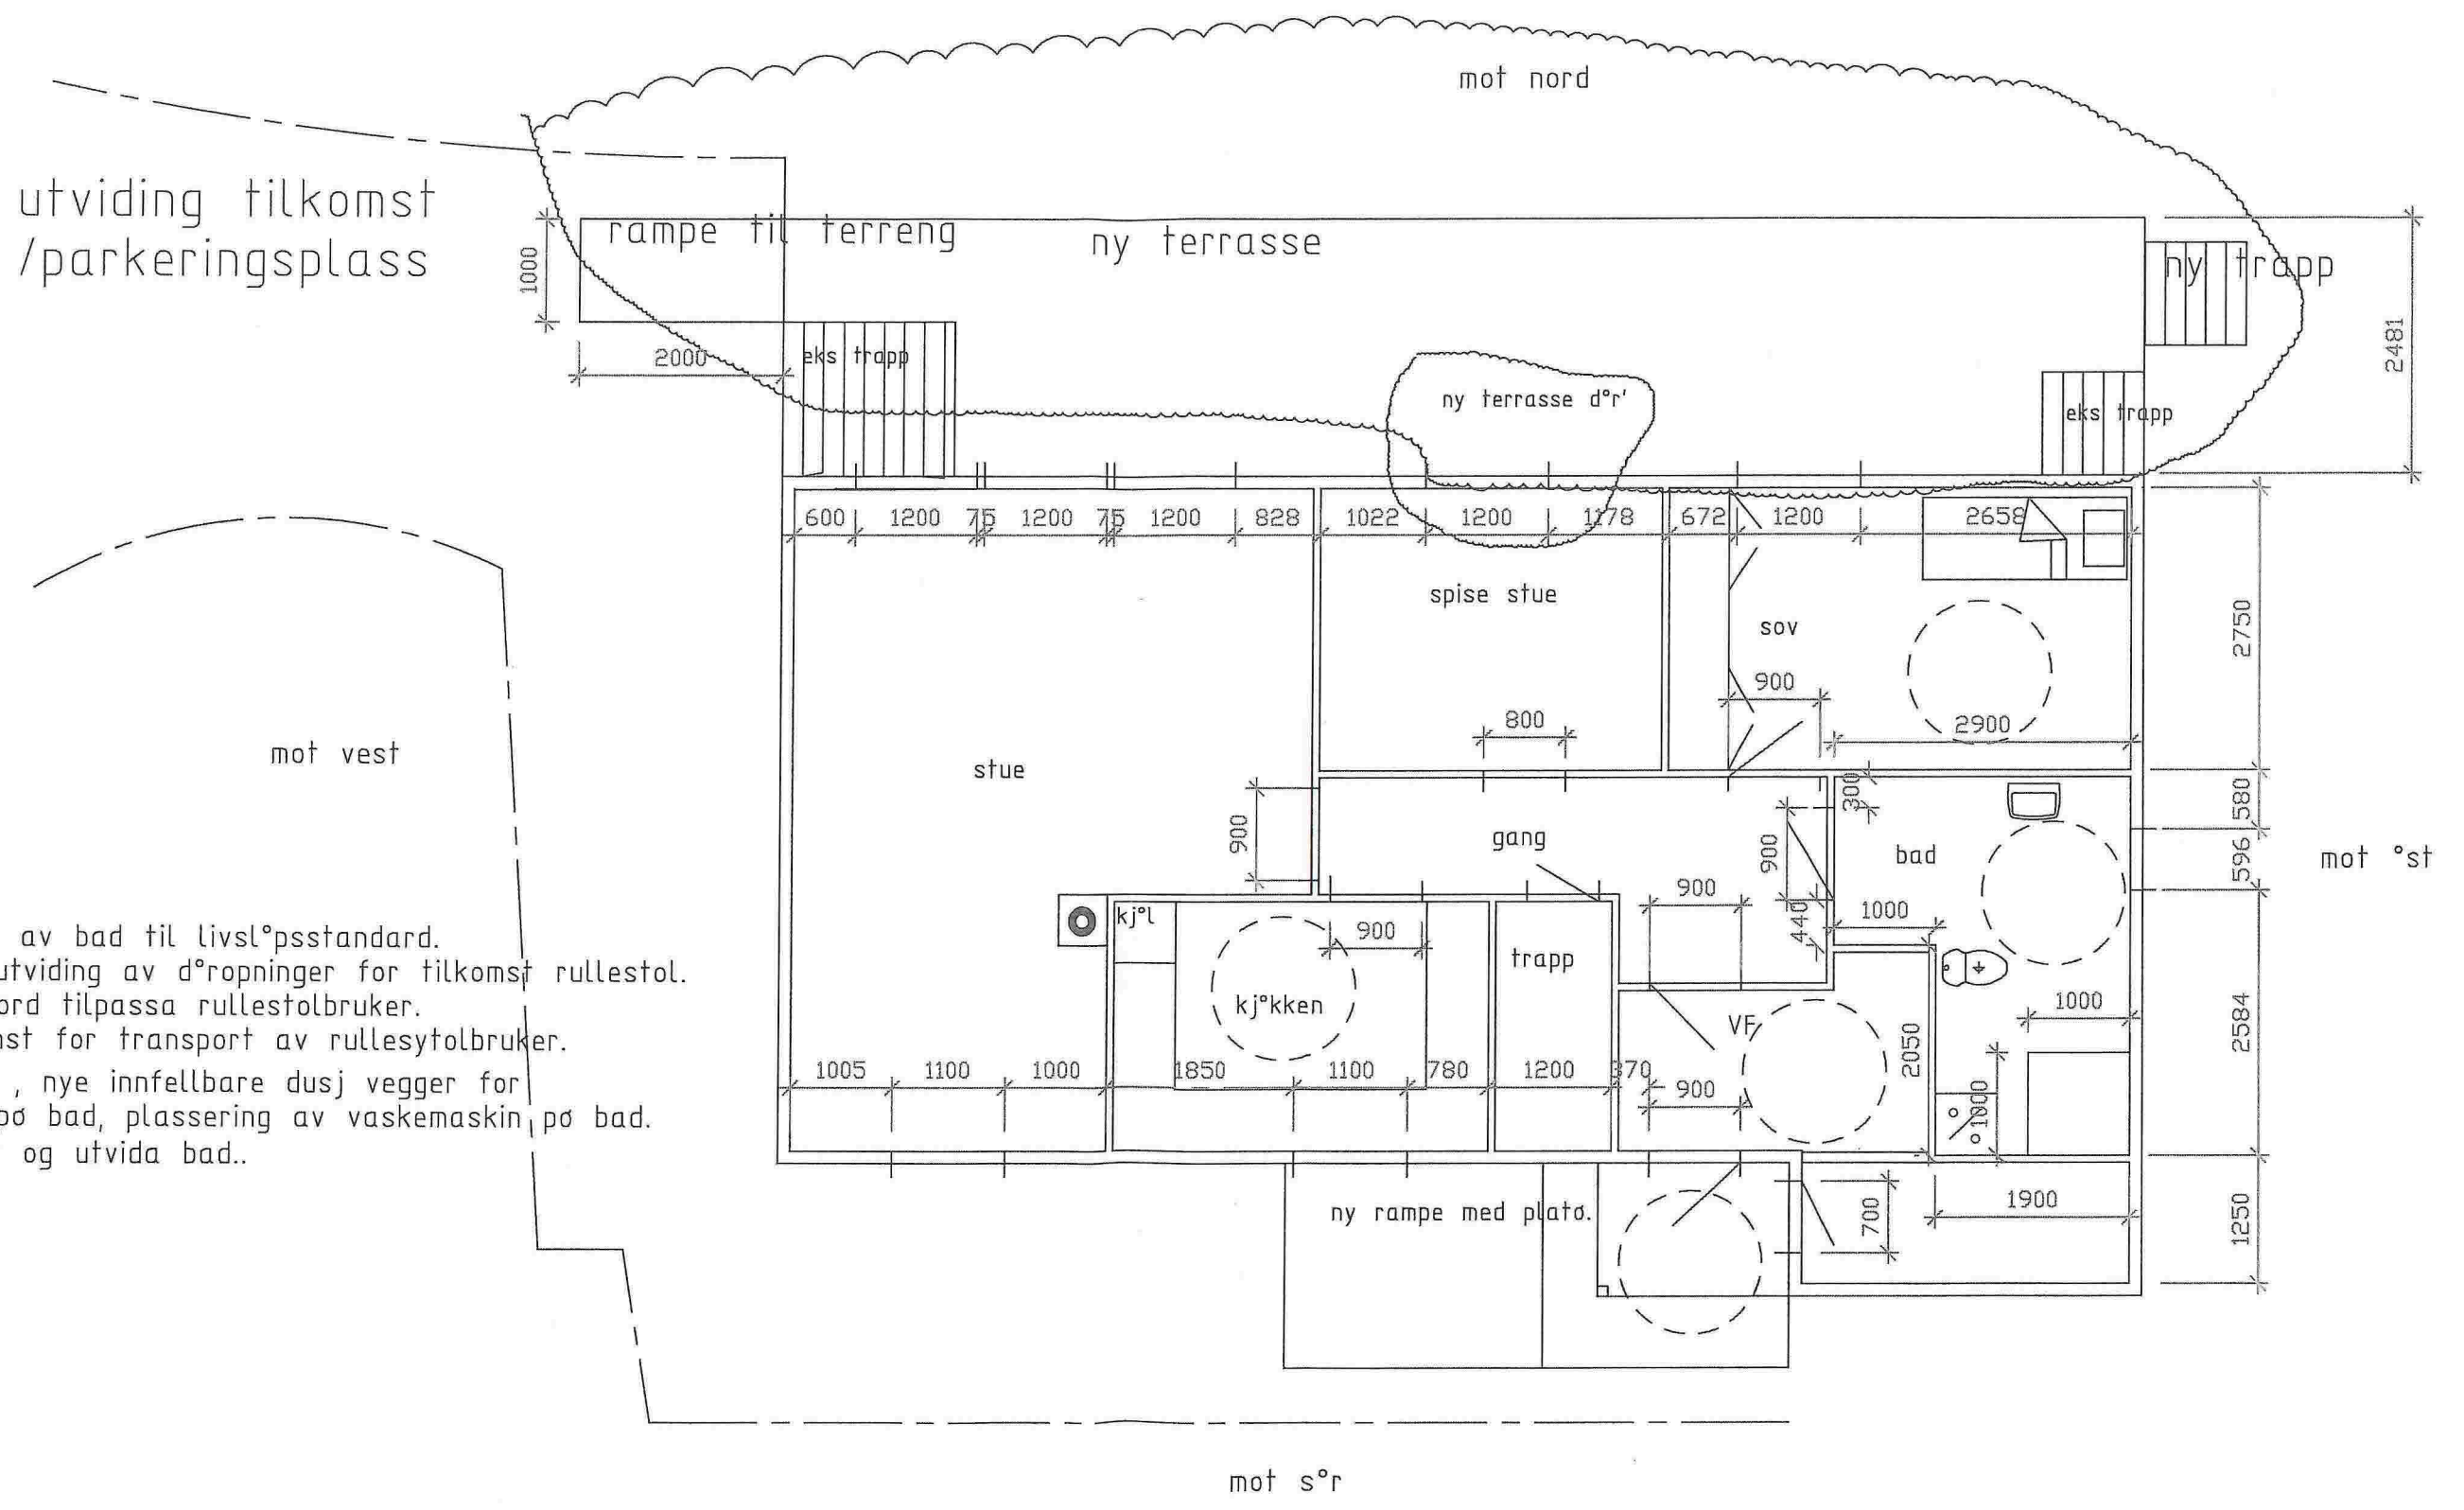 mot nord
utviding tilkomst
/parkeringsplass
rampe til terreng
ny terrasse
ny trapp
1000
2000
eks trapp
2481
ny terrasse d°r'
eks trapp
600 1200 75 1200 75 1200 828 1022 1200 1178 672 1200 2658
spise stue
sov
2750
900
800
2900
mot vest
stue
900
gang
900
300
bad
580
596
mot °st
900
440
1000
kj°l
900
trapp
kj°kken
1000
VF
2050
2584
av bad til livsl°psstandard.
utviding av d°ropninger for tilkomst rullestol.
ord tilpassa rullestolbruker.
st for transport av rullesytolbruker.
, nye innfellbare dusj vegger for
pø bad, plassering av vaskemaskin pø bad.
og utvida bad..
1005 1100 1000 1850 1100 780 1200 370
900
1000
ny rampe med platø.
700
1900
1250
mot s°r